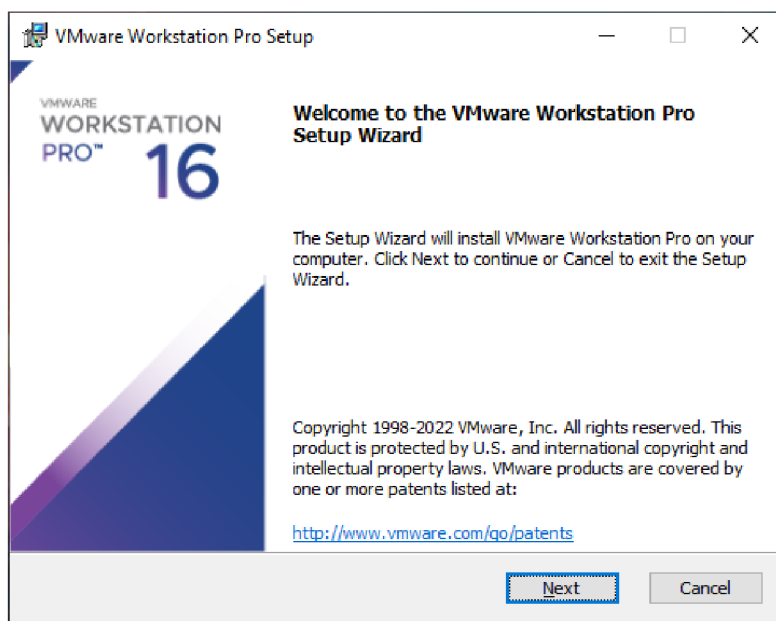 VMware Workstation Pro Setup
VMWARE
WORKSTATION
PRO™ 16
Welcome to the VMware Workstation Pro
Setup Wizard
The Setup Wizard will install VMware Workstation Pro on your
computer. Click Next to continue or Cancel to exit the Setup
Wizard.
Copyright 1998-2022 VMware, Inc. All rights reserved. This
product is protected by U.S. and international copyright and
intellectual property laws. VMware products are covered by
one or more patents listed at:
http://www.vmware.com/go/patents
Next
Cancel